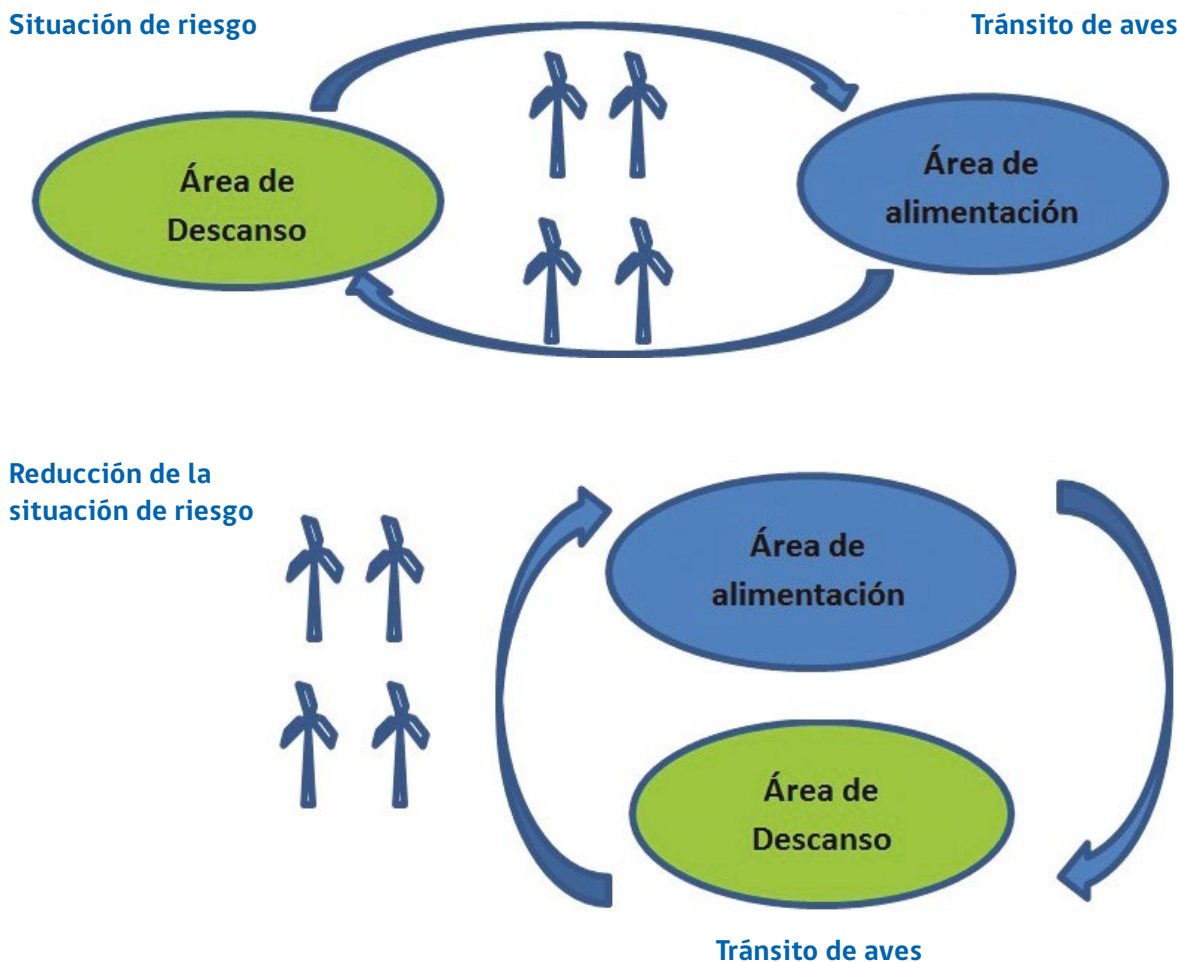 Situación de riesgo
Tránsito de aves
Área de
Descanso
Área de
alimentación
Reducción de la
situación de riesgo
Área de
alimentación
Área de
Descanso
Tránsito de aves